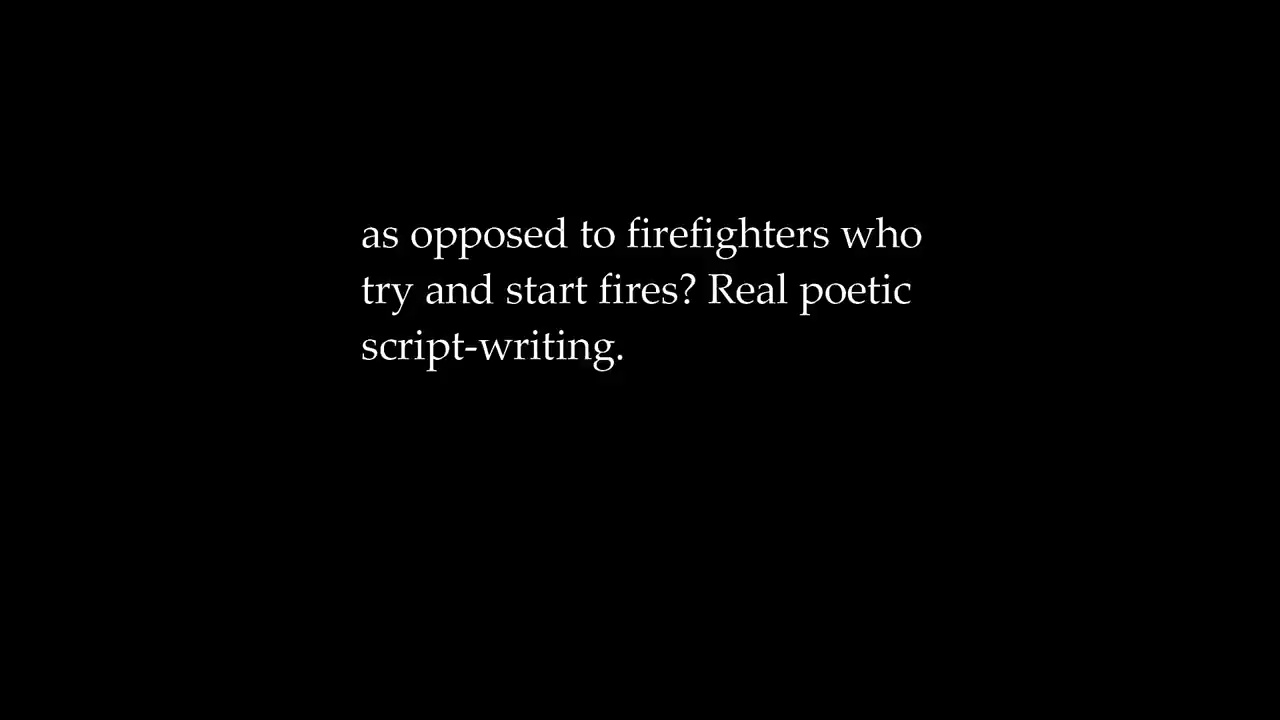 as opposed to firefighters who
try and start fires? Real poetic
script-writing.